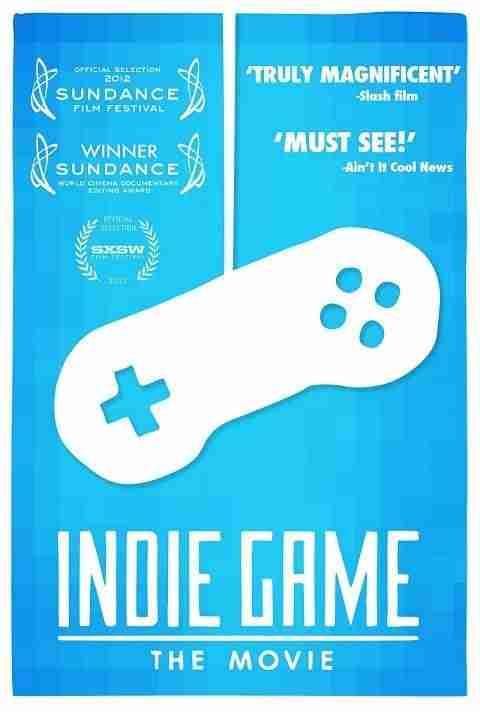 OFFICIAL SELECTION
2012
SUNDANCE
FILM FESTIVAL
WINNER
SUNDANCE
WORLD CINEMA DOCUMENTARY
EDITING AWARD
OFFICIAL
SELECTION
SXSW
FILM FESTIVAL
'TRULY MAGNIFICENT'
-Slash film
'MUST SEE!'
-Ain't It Cool News
INDIE GAME
THE MOVIE